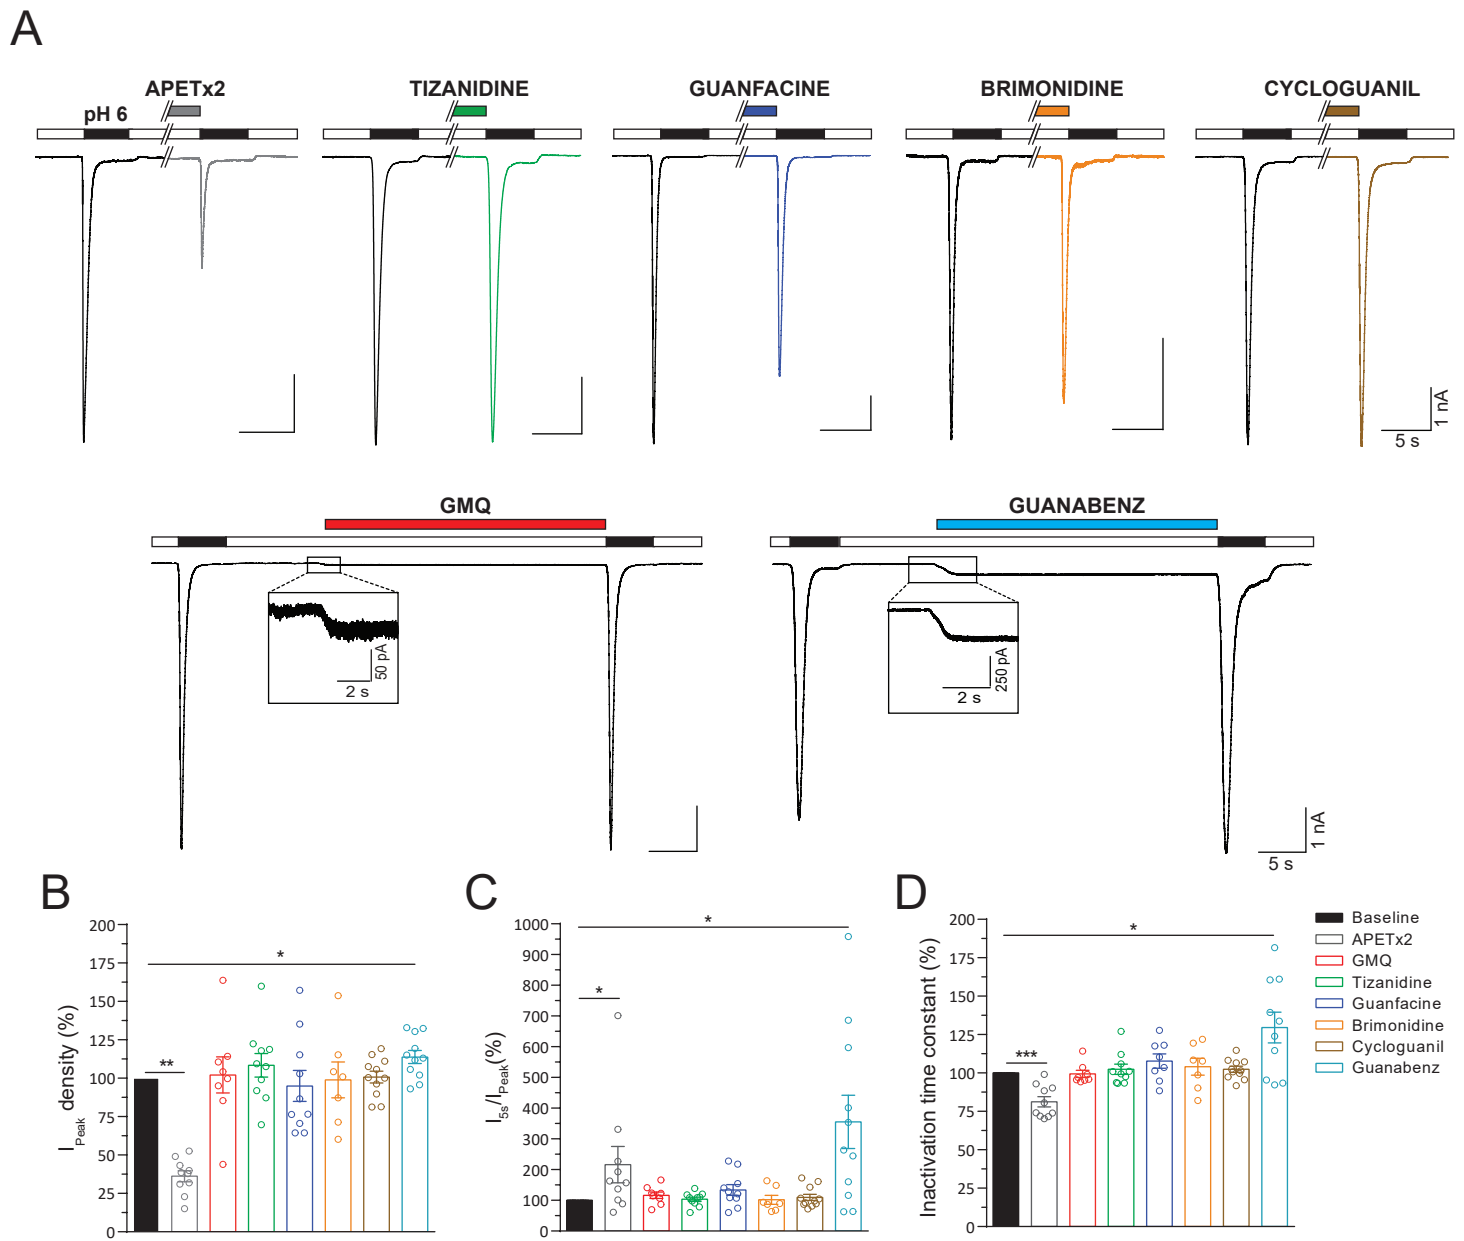 A
APETx2
TIZANIDINE
GUANFACINE
BRIMONIDINE
CYCLOGUANIL
pH 6
1 nA
5 s
GMQ
GUANABENZ
50 pA
2 s
250 pA
2 s
1 nA
5 s
B
I Peak density (%)
200
175
150
125
100
75
50
25
0
**
*
C
I5s/IPeak(%)
1000
900
800
700
600
500
400
300
200
100
0
*
*
D
Inactivation time constant (%)
200
175
150
125
100
75
50
25
0
***
*
Baseline
APETx2
GMQ
Tizanidine
Guanfacine
Brimonidine
Cycloguanil
Guanabenz